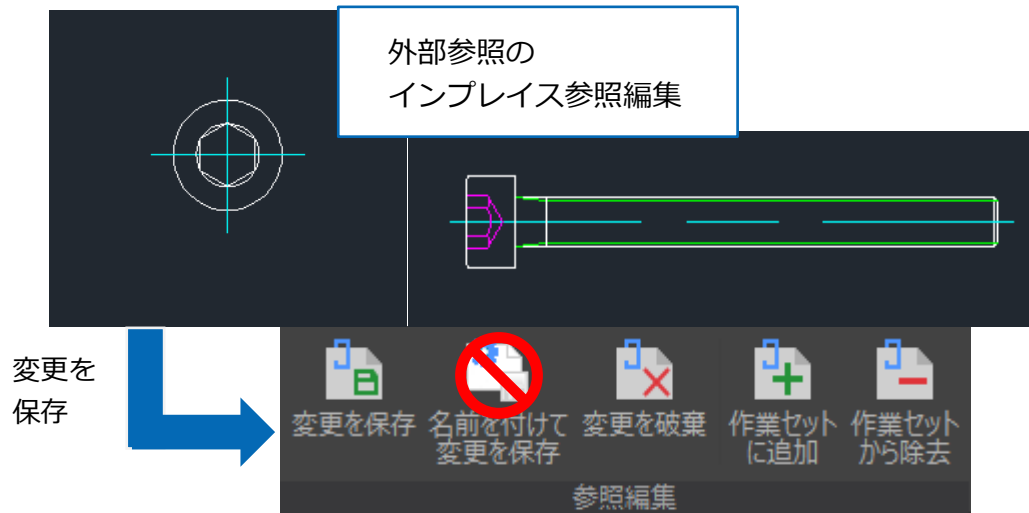 外部参照の
インプレイス参照編集
変更を
保存
変更を保存
名前を付けて
変更を保存
変更を破棄
作業セット
に追加
作業セット
から除去
参照編集